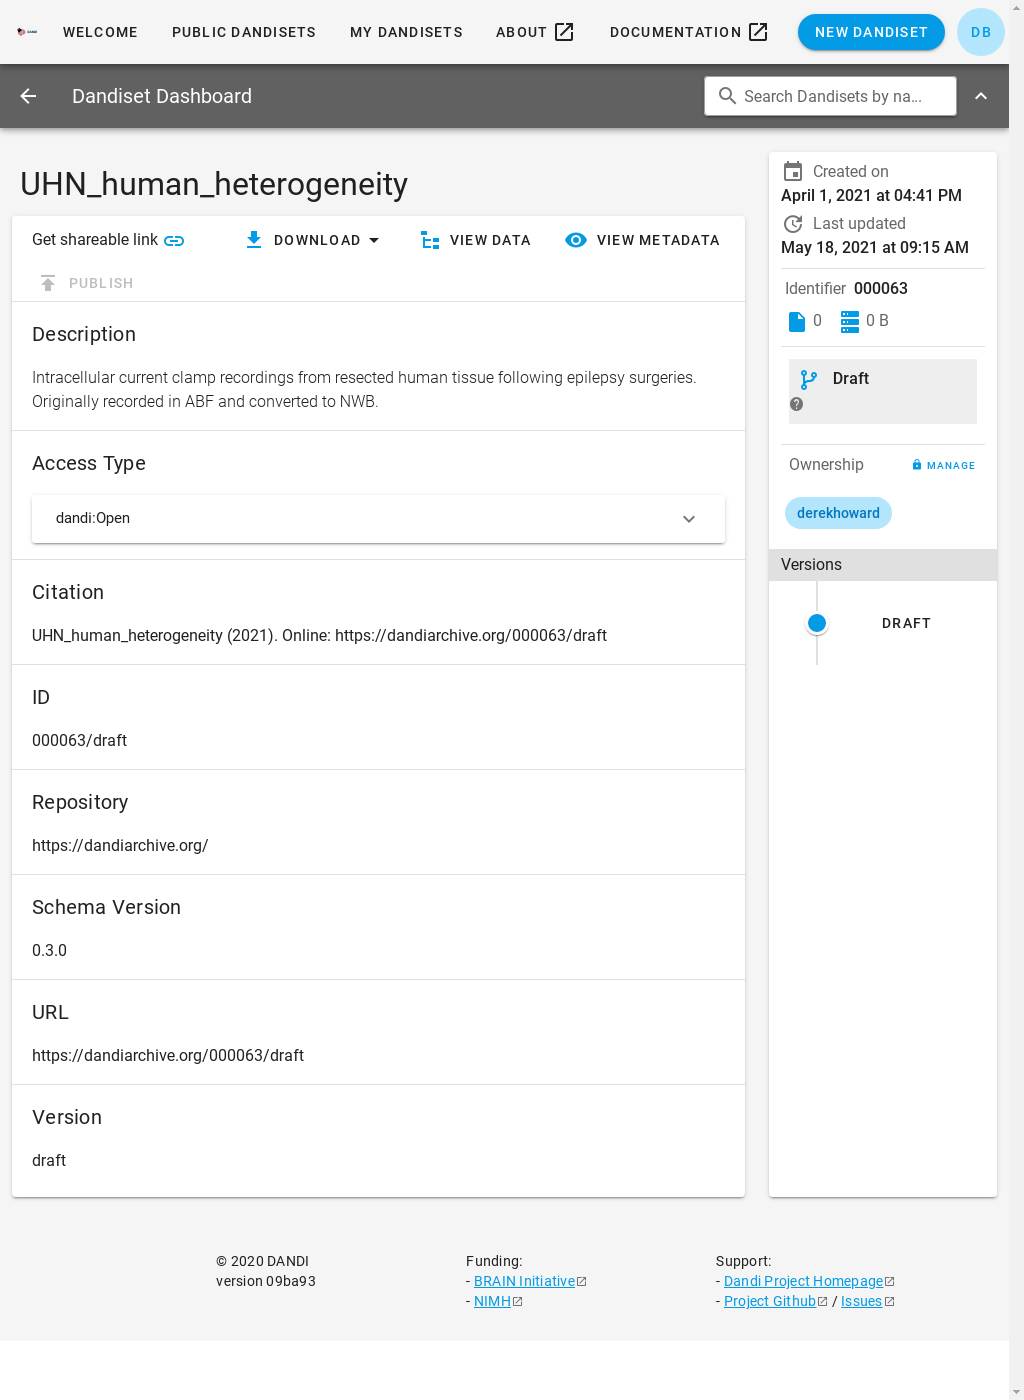 WELCOME
PUBLIC DANDISETS
MY DANDISETS
ABOUT
DOCUMENTATION
NEW DANDISET
DB
Dandiset Dashboard
Search Dandisets by na...
UHN_human_heterogeneity
Get shareable link
DOWNLOAD
VIEW DATA
VIEW METADATA
PUBLISH
Description
Intracellular current clamp recordings from resected human tissue following epilepsy surgeries.
Originally recorded in ABF and converted to NWB.
Access Type
dandi:Open
Citation
UHN_human_heterogeneity (2021). Online: https://dandiarchive.org/000063/draft
ID
000063/draft
Repository
https://dandiarchive.org/
Schema Version
0.3.0
URL
https://dandiarchive.org/000063/draft
Version
draft
Created on
April 1, 2021 at 04:41 PM
Last updated
May 18, 2021 at 09:15 AM
Identifier 000063
0
0 B
Draft
Ownership
MANAGE
derekhoward
Versions
DRAFT
© 2020 DANDI
version 09ba93
Funding:
- BRAIN Initiative
- NIMH
Support:
- Dandi Project Homepage
- Project Github / Issues